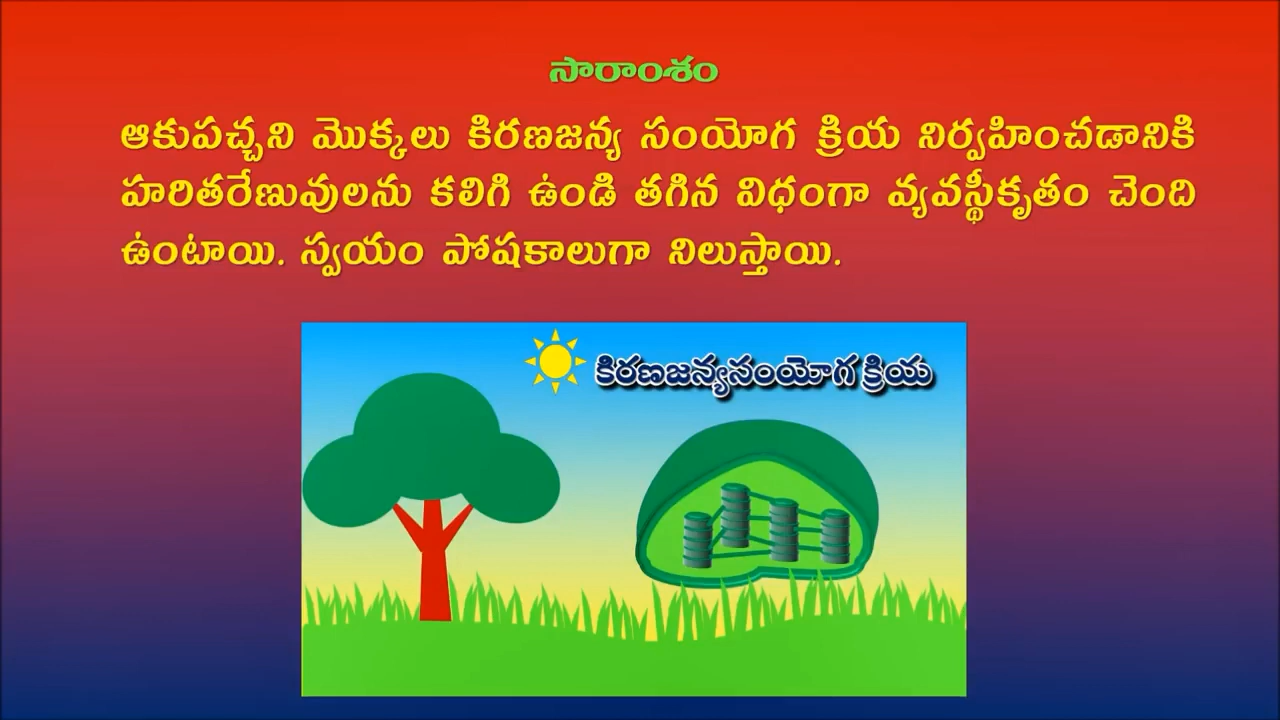 సారాంశం
ఆకుపచ్చని మొక్కలు కిరణజన్య సంయోగ క్రియ నిర్వహించడానికి
హరితరేణువులను కలిగి ఉండి తగిన విధంగా వ్యవస్థీకృతం చెంది
ఉంటాయి. స్వయం పోషకాలుగా నిలుస్తాయి.
కిరణజన్యసంయోగ క్రియ